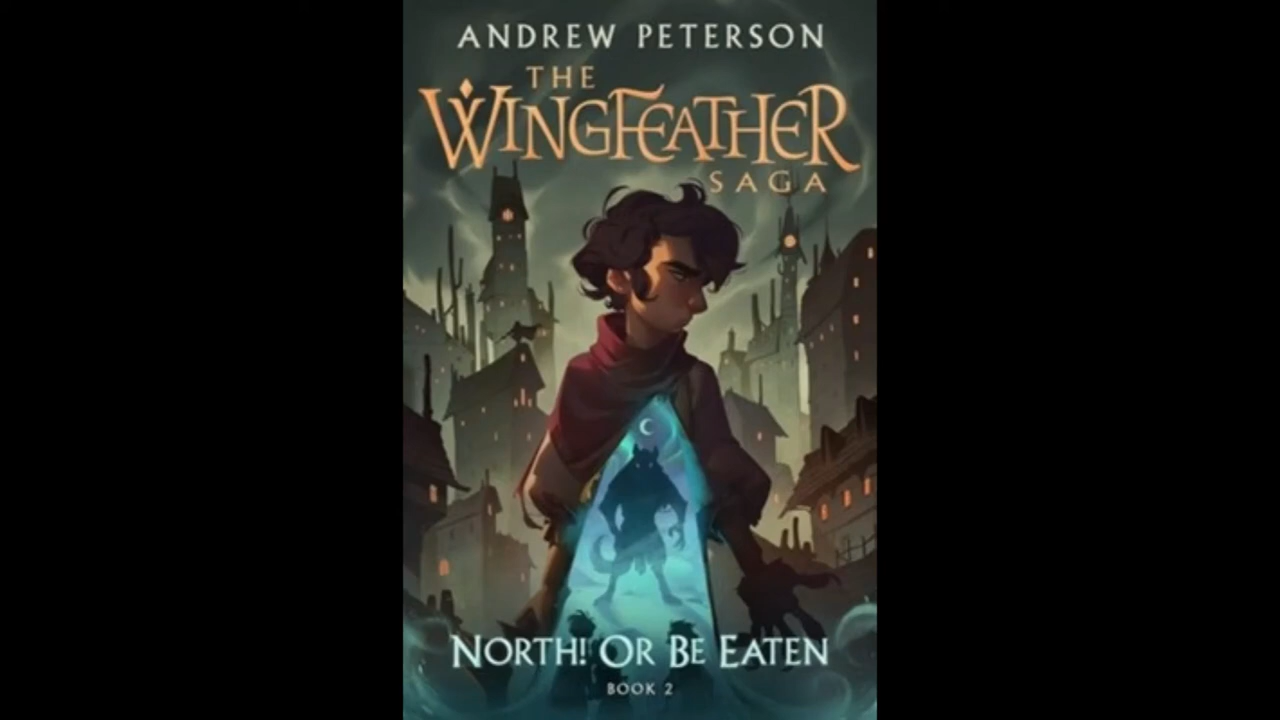 ANDREW PETERSON
THE
WINGFEATHER
SAGA
NORTH! OR BE EATEN
BOOK 2